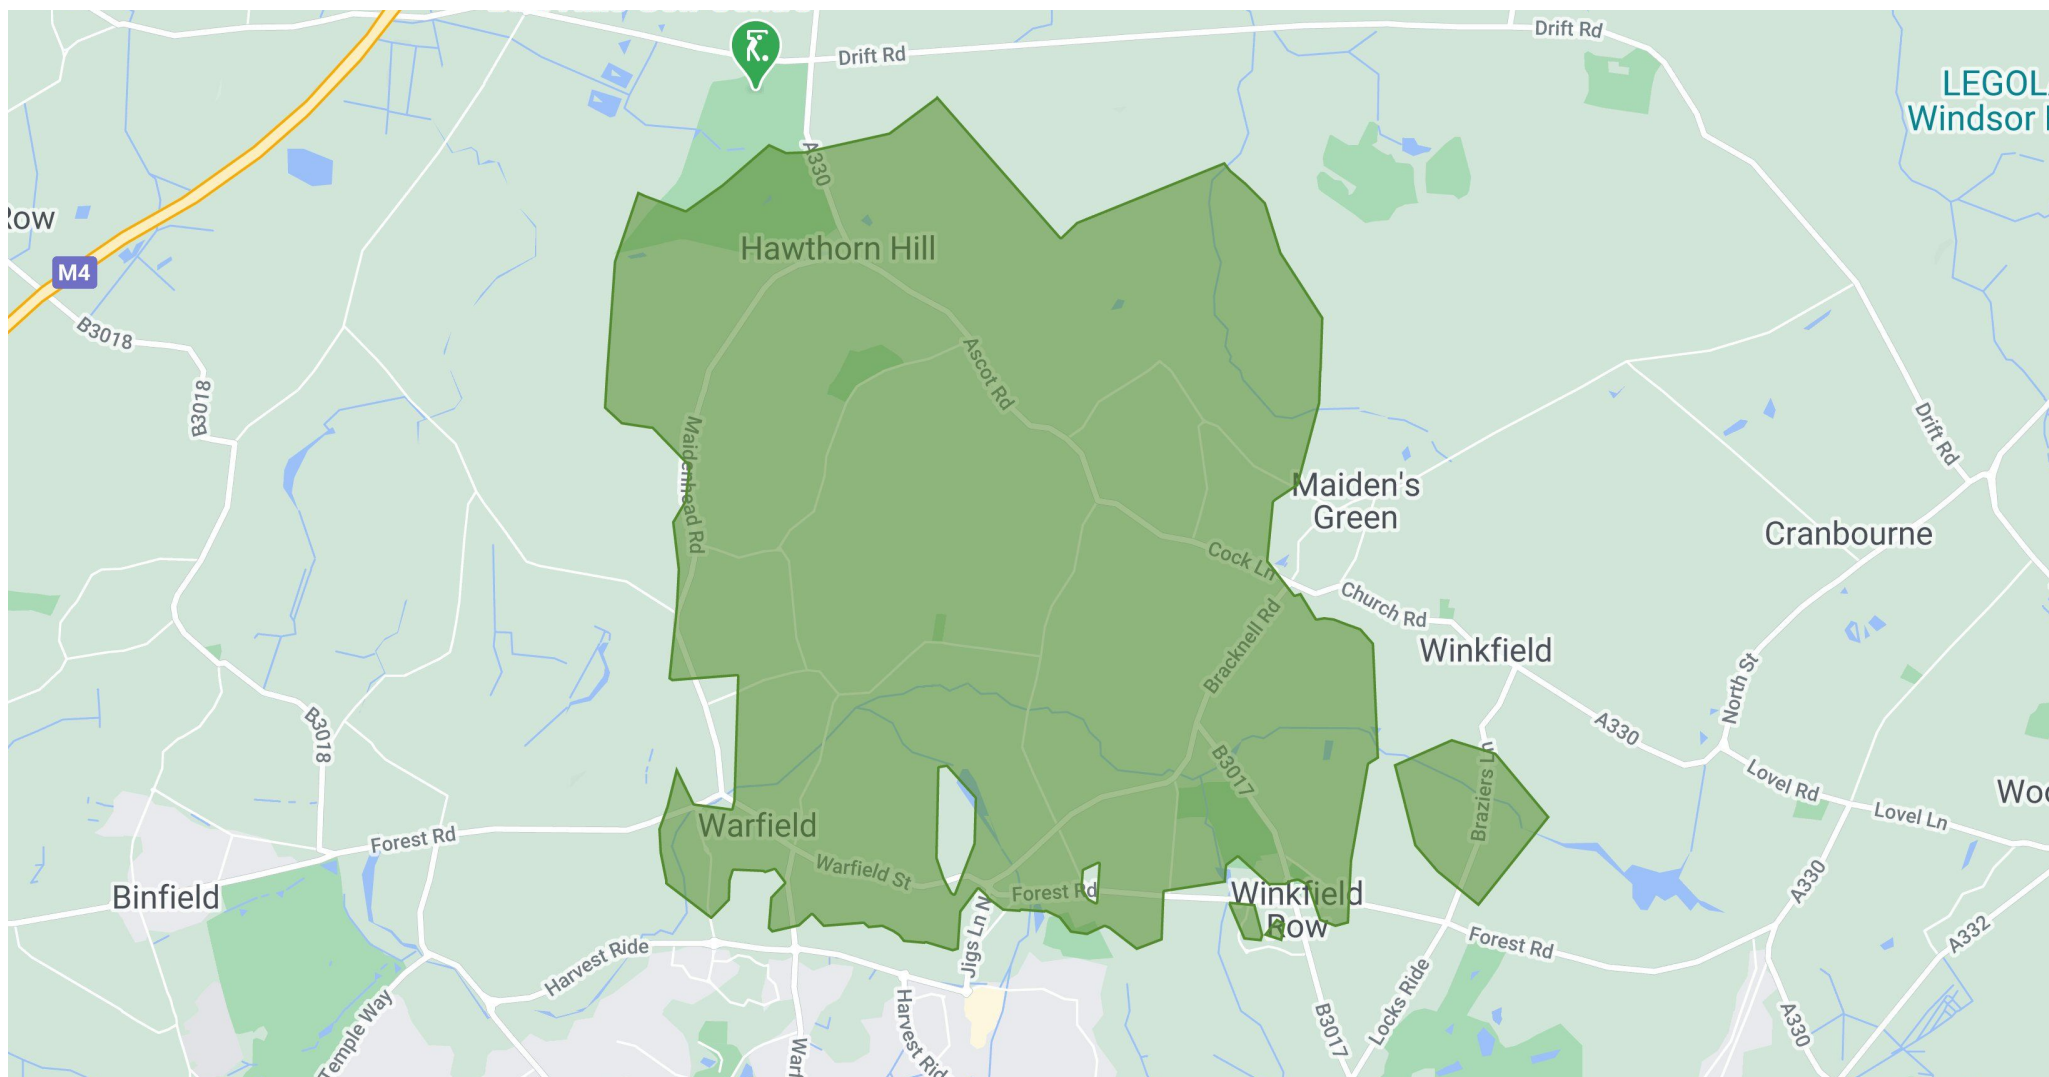 Drift Rd
Drift Rd
LEGOL
Windsor
A330
Row
Hawthorn Hill
M4
B3018
B3018
Ascot Rd
Maidenhead Rd
Drift Rd
Maiden's
Green
Cranbourne
Cock Ln
Church Rd
Bracknell Rd
Winkfield
North St
B3018
A330
B3017
Braziers Ln
Lovel Rd
Woo
Lovel Ln
Warfield
Forest Rd
Warfield St
Binfield
Forest Rd
Winkfield
Row
A330
Jigs Ln N
Forest Rd
A332
Harvest Ride
Locks Ride
Temple Way
Harvest Rid
B3017
A330
Warf